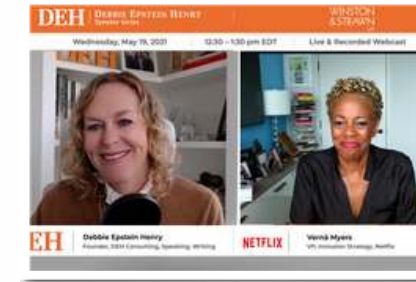 DEH DEBBIE EPSTEIN HENRY
Speaker Series
WINSTON
& STRAWN
LLP
Wednesday, May 19, 2021 12:30 – 1:30 pm EDT Live & Recorded Webcast
EH
Debbie Epstein Henry
Founder, DEH Consulting, Speaking, Writing
NETFLIX
Vernā Myers
VP, Inclusion Strategy, Netflix